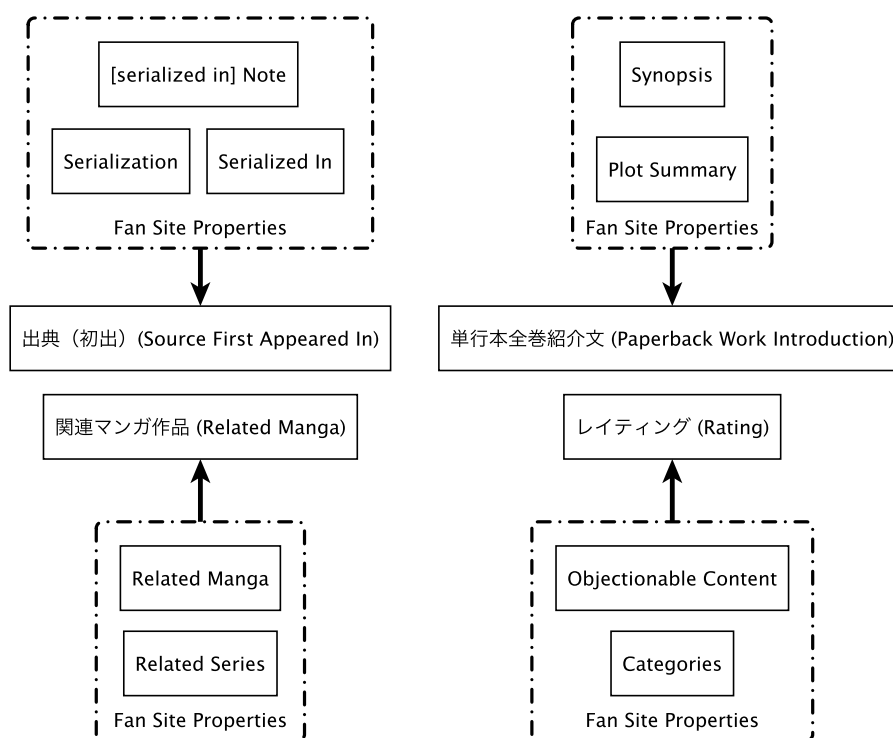 [serialized in] Note
Serialization
Serialized In
Fan Site Properties
出典（初出）(Source First Appeared In)
Synopsis
Plot Summary
Fan Site Properties
単行本全巻紹介文 (Paperback Work Introduction)
関連マンガ作品 (Related Manga)
Related Manga
Related Series
Fan Site Properties
レイティング (Rating)
Objectionable Content
Categories
Fan Site Properties